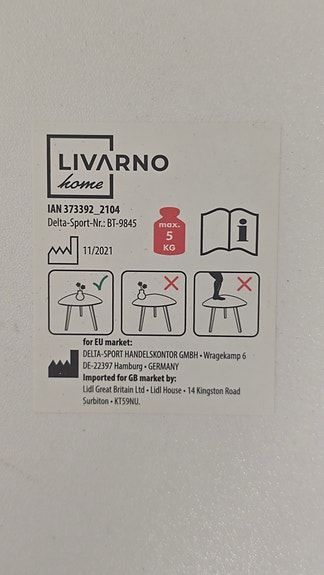 LIVARNO
home
IAN 373392_2104
Delta-Sport-Nr.: BT-9845
11/2021
max.
5
KG
i
for EU market:
DELTA-SPORT HANDELSKONTOR GMBH • Wragekamp 6
DE-22397 Hamburg • GERMANY
Imported for GB market by:
Lidl Great Britain Ltd • Lidl House • 14 Kingston Road
Surbiton • KT59NU.